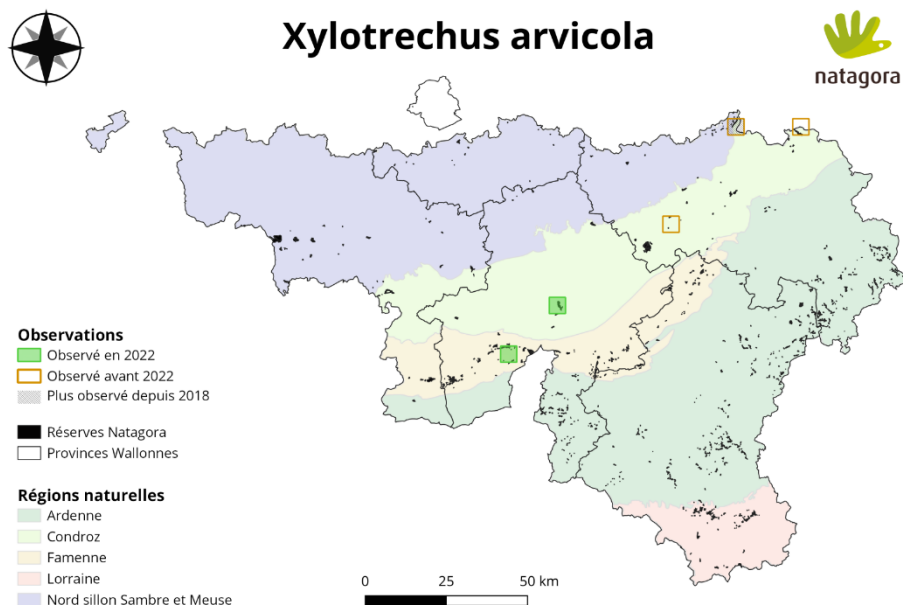 Xylotrechus arvicola
natagora
Observations
Observé en 2022
Observé avant 2022
Plus observé depuis 2018
Réserves Natagora
Provinces Wallonnes
Régions naturelles
Ardenne
Condroz
Famenne
Lorraine
Nord sillon Sambre et Meuse
0 25 50 km